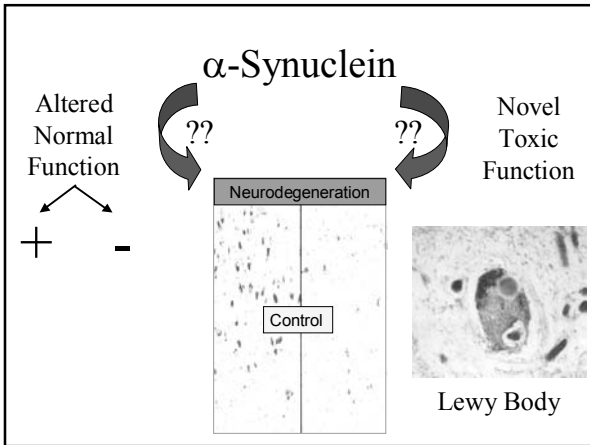 α-Synuclein
Altered
Normal
Function
??
??
Novel
Toxic
Function
+ -
Neurodegeneration
Control
Lewy Body